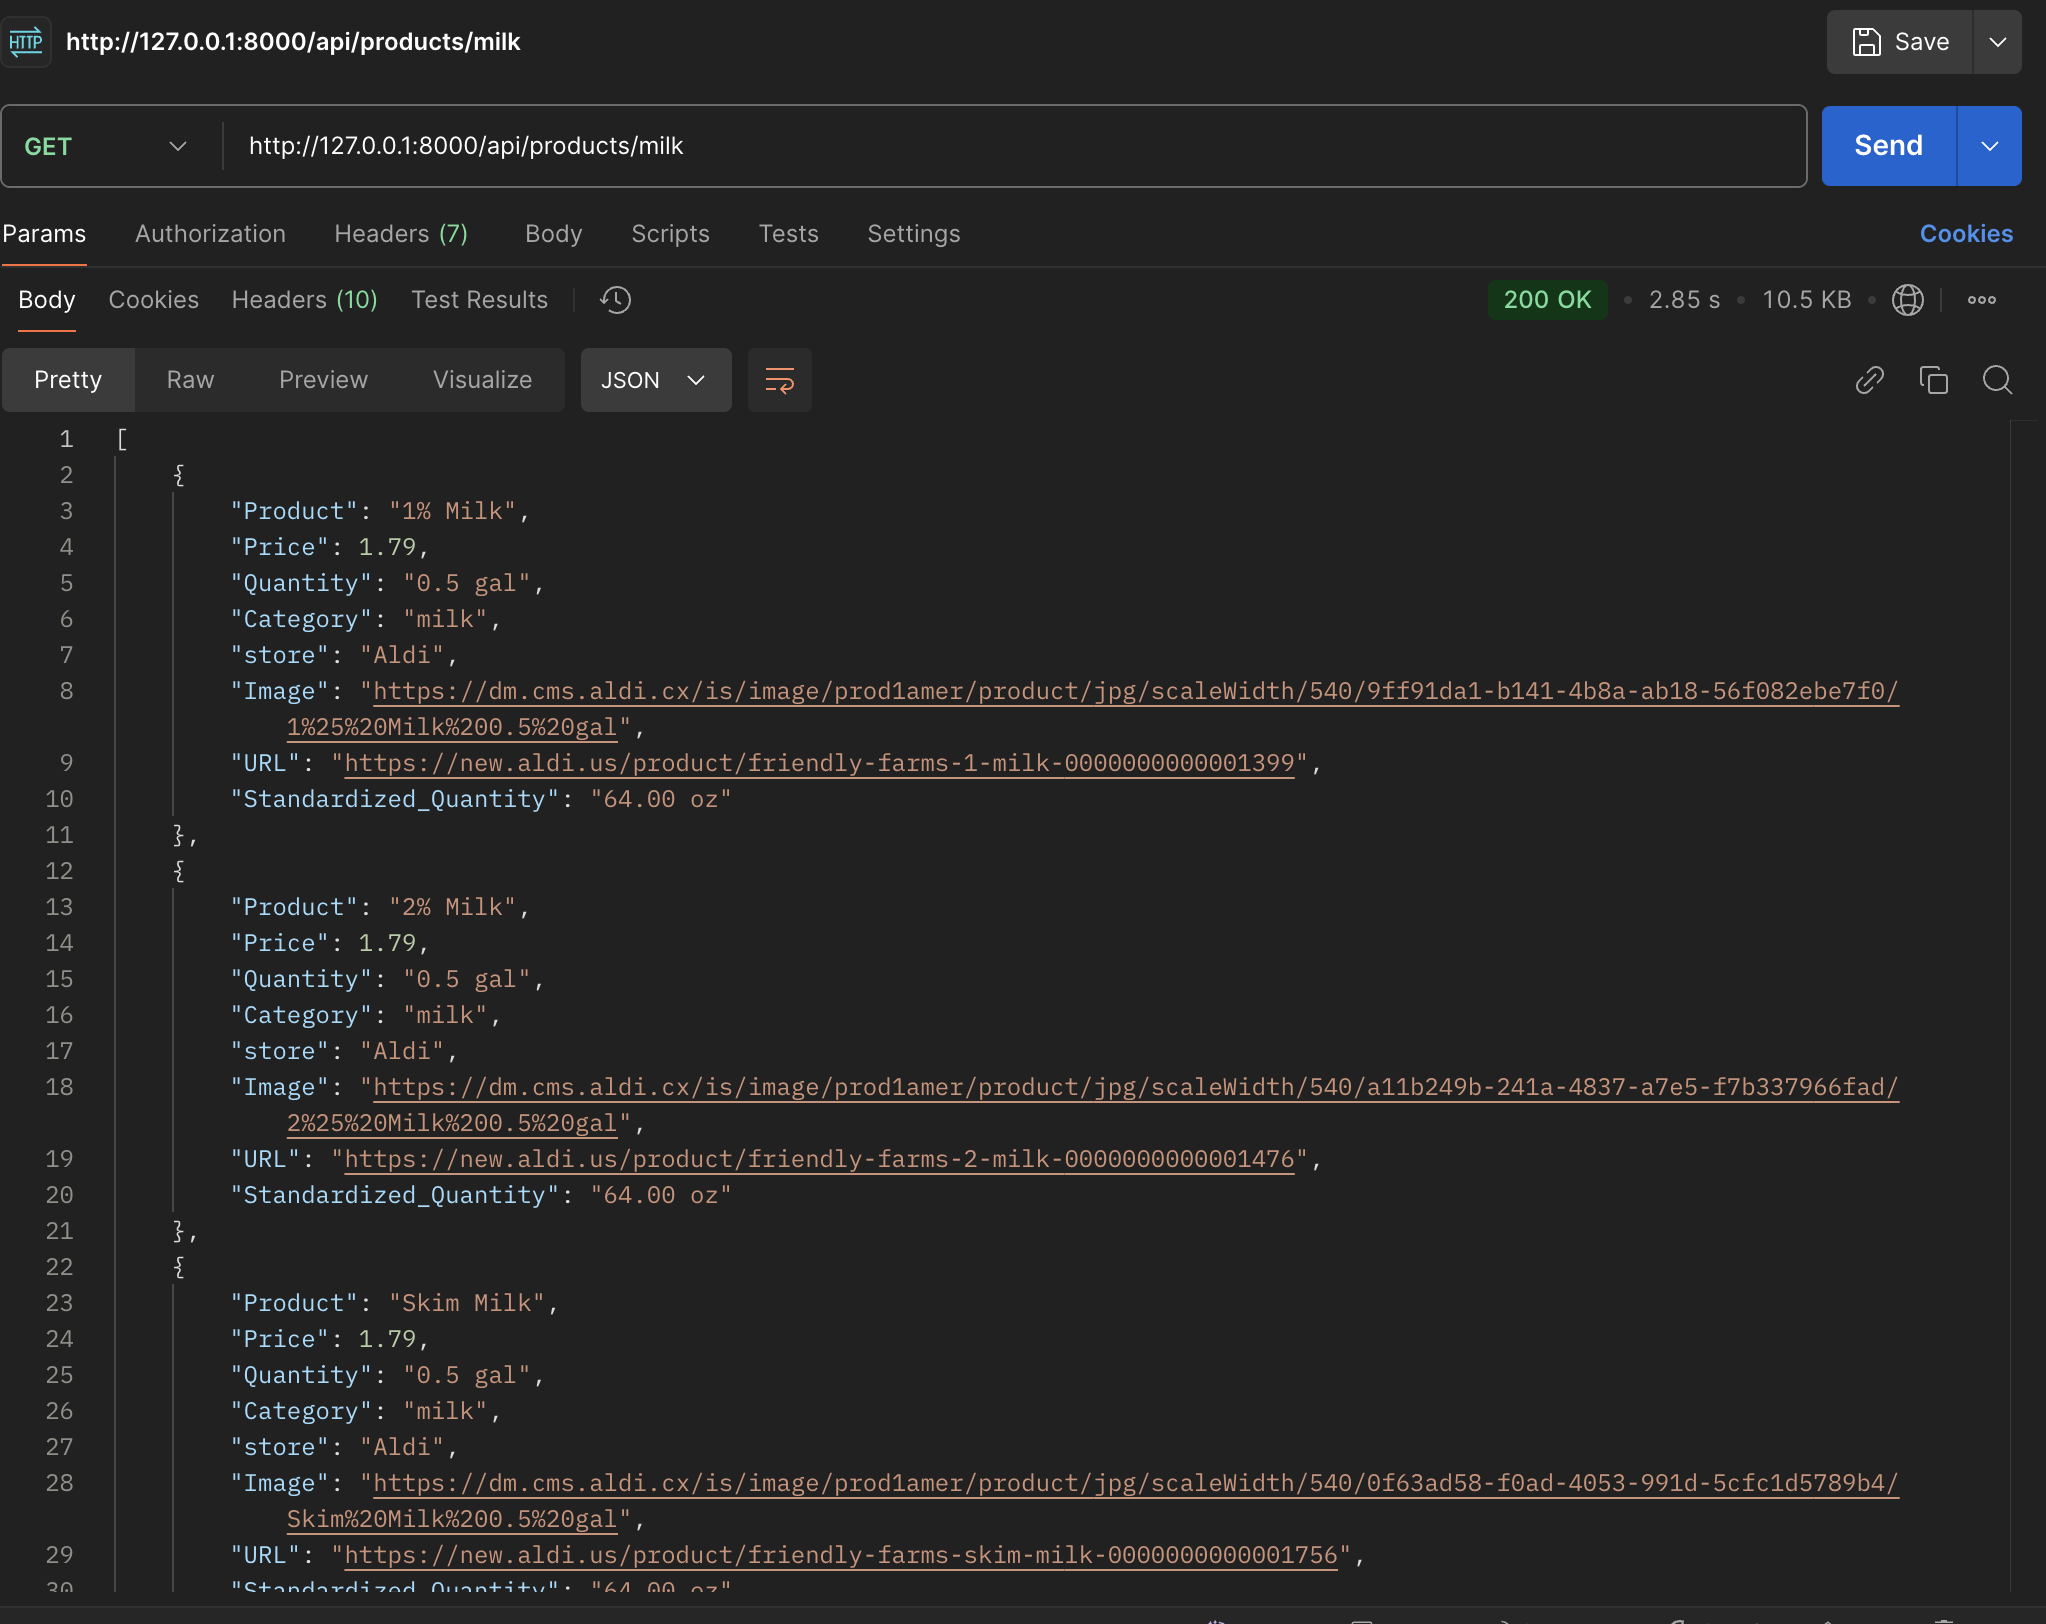 HTTP http://127.0.0.1:8000/api/products/milk Save
GET http://127.0.0.1:8000/api/products/milk Send
Params Authorization Headers (7) Body Scripts Tests Settings Cookies
Body Cookies Headers (10) Test Results 200 OK • 2.85 s • 10.5 KB •
Pretty Raw Preview Visualize JSON
1 [
2 {
3 "Product": "1% Milk",
4 "Price": 1.79,
5 "Quantity": "0.5 gal",
6 "Category": "milk",
7 "store": "Aldi",
8 "Image": "https://dm.cms.aldi.cx/is/image/prod1amer/product/jpg/scaleWidth/540/9ff91da1-b141-4b8a-ab18-56f082ebe7f0/
1%25%20Milk%200.5%20gal",
9 "URL": "https://new.aldi.us/product/friendly-farms-1-milk-0000000000001399",
10 "Standardized_Quantity": "64.00 oz"
11 },
12 {
13 "Product": "2% Milk",
14 "Price": 1.79,
15 "Quantity": "0.5 gal",
16 "Category": "milk",
17 "store": "Aldi",
18 "Image": "https://dm.cms.aldi.cx/is/image/prod1amer/product/jpg/scaleWidth/540/a11b249b-241a-4837-a7e5-f7b337966fad/
2%25%20Milk%200.5%20gal",
19 "URL": "https://new.aldi.us/product/friendly-farms-2-milk-0000000000001476",
20 "Standardized_Quantity": "64.00 oz"
21 },
22 {
23 "Product": "Skim Milk",
24 "Price": 1.79,
25 "Quantity": "0.5 gal",
26 "Category": "milk",
27 "store": "Aldi",
28 "Image": "https://dm.cms.aldi.cx/is/image/prod1amer/product/jpg/scaleWidth/540/0f63ad58-f0ad-4053-991d-5cfc1d5789b4/
Skim%20Milk%200.5%20gal",
29 "URL": "https://new.aldi.us/product/friendly-farms-skim-milk-0000000000001756",
30 "Standardized_Quantity": "64.00 oz"